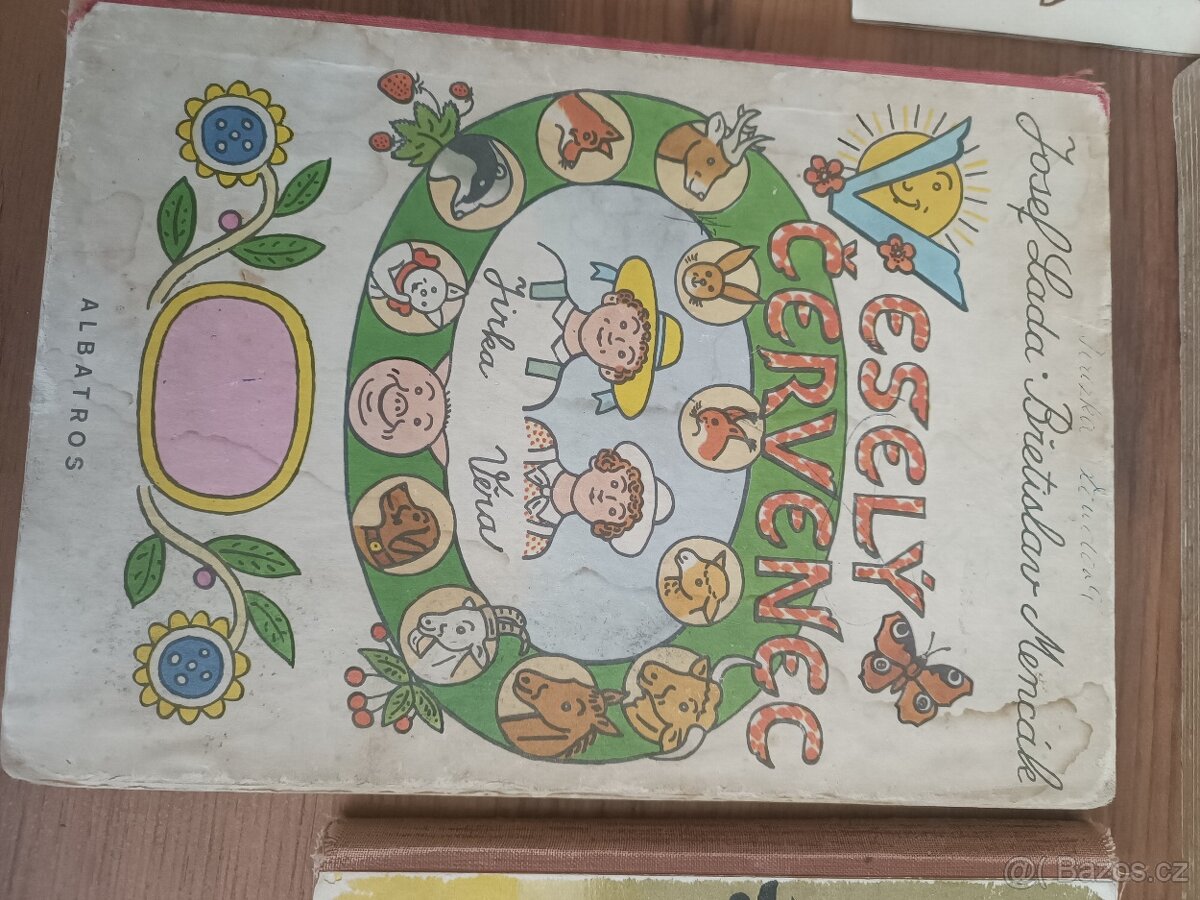 Josef Lada · Břetislav Mencák
VESELÝ
ČERVENEC
Jirka Věra
ALBATROS
@( Bazos.cz